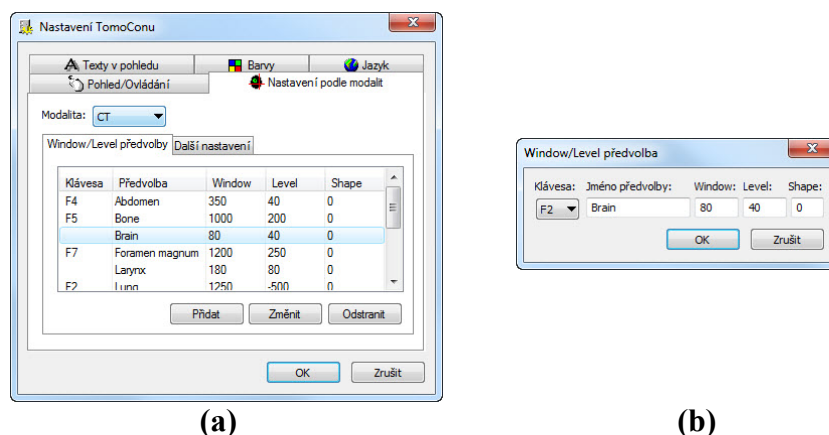 Nastavení TomoConu
Texty v pohledu Barvy Jazyk
Pohled/Ovládání Nastavení podle modalit
Modalita: CT
Window/Level předvolby Další nastavení
Klávesa Předvolba Window Level Shape
F4 Abdomen 350 40 0
F5 Bone 1000 200 0
Brain 80 40 0
F7 Foramen magnum 1200 250 0
Larynx 180 80 0
F2 Lung 1250 -500 0
Přidat Změnit Odstranit
OK Zrušit
(a)
Window/Level předvolba
Klávesa: Jméno předvolby: Window: Level: Shape:
F2 Brain 80 40 0
OK Zrušit
(b)